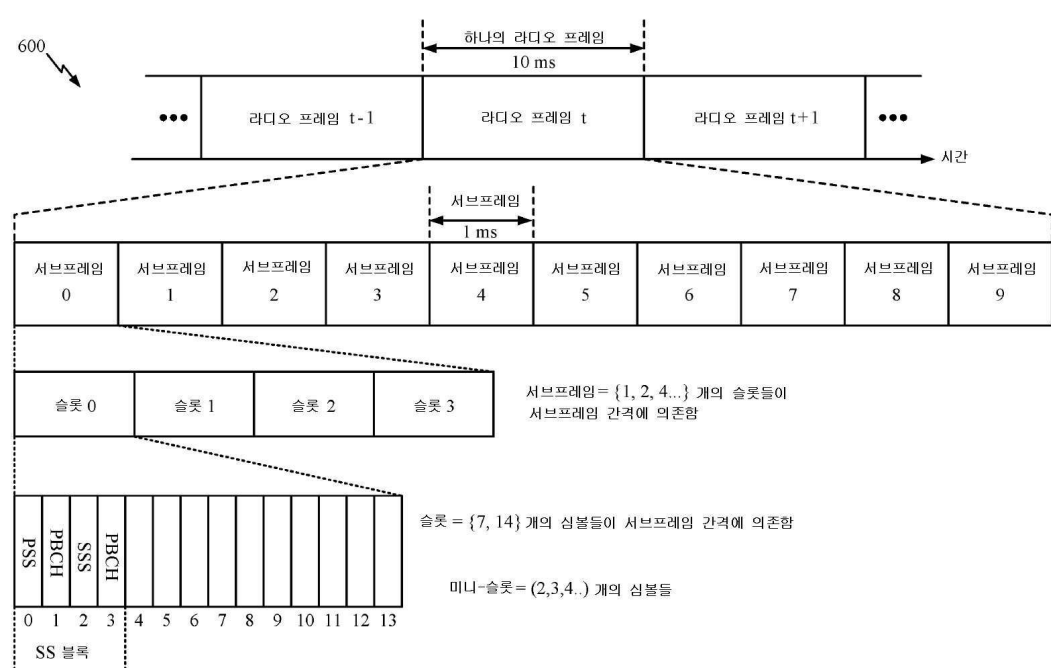 600
하나의 라디오 프레임
10 ms
••• 라디오 프레임 t-1 라디오 프레임 t 라디오 프레임 t+1 •••
시간
서브프레임
1 ms
서브프레임 0
서브프레임 1
서브프레임 2
서브프레임 3
서브프레임 4
서브프레임 5
서브프레임 6
서브프레임 7
서브프레임 8
서브프레임 9
슬롯 0 슬롯 1 슬롯 2 슬롯 3
서브프레임= {1, 2, 4...} 개의 슬롯들이
서브프레임 간격에 의존함
슬롯 = {7, 14} 개의 심볼들이 서브프레임 간격에 의존함
PSS PBCH SSS PBCH
미니-슬롯= (2,3,4..) 개의 심볼들
0 1 2 3 4 5 6 7 8 9 10 11 12 13
SS 블록